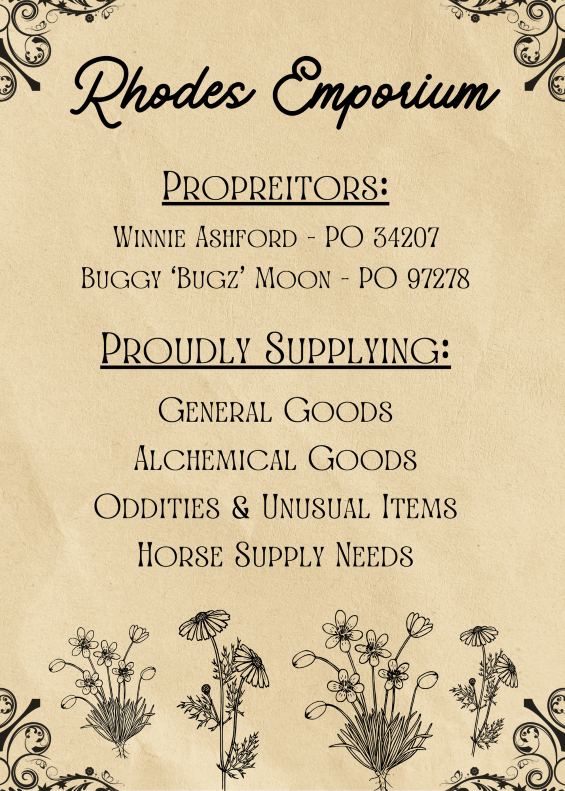 Rhodes Emporium
Propreitors:
Winnie Ashford - PO 34207
Buggy ‘Bugz’ Moon - PO 97278
Proudly Supplying:
General Goods
Alchemical Goods
Oddities & Unusual Items
Horse Supply Needs